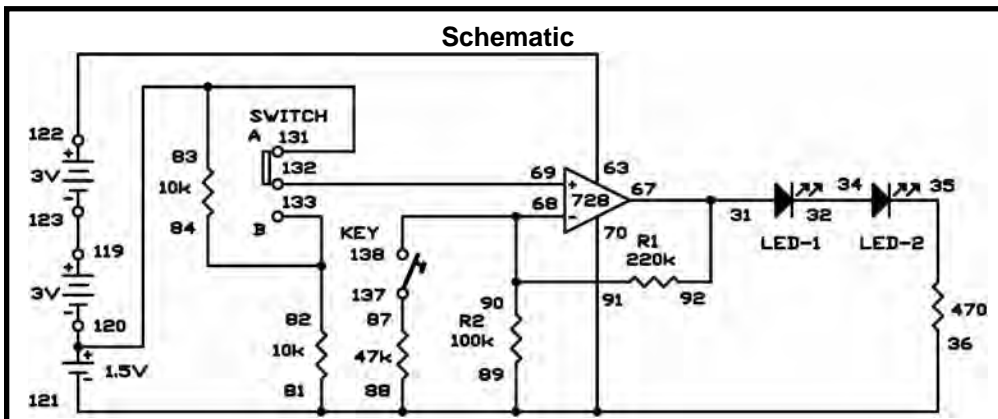 Schematic
SWITCH
A 131
122
+
83
132
69
63
3V
10k
+
728
67
34
35
-
133
68
-
31
32
123
84
B
KEY
70
LED-1
LED-2
119
138
R1
220k
+
3V
137
90
91
92
-
120
82
87
R2
100k
470
+
10k
47k
36
1.5V
89
-
121
81
88